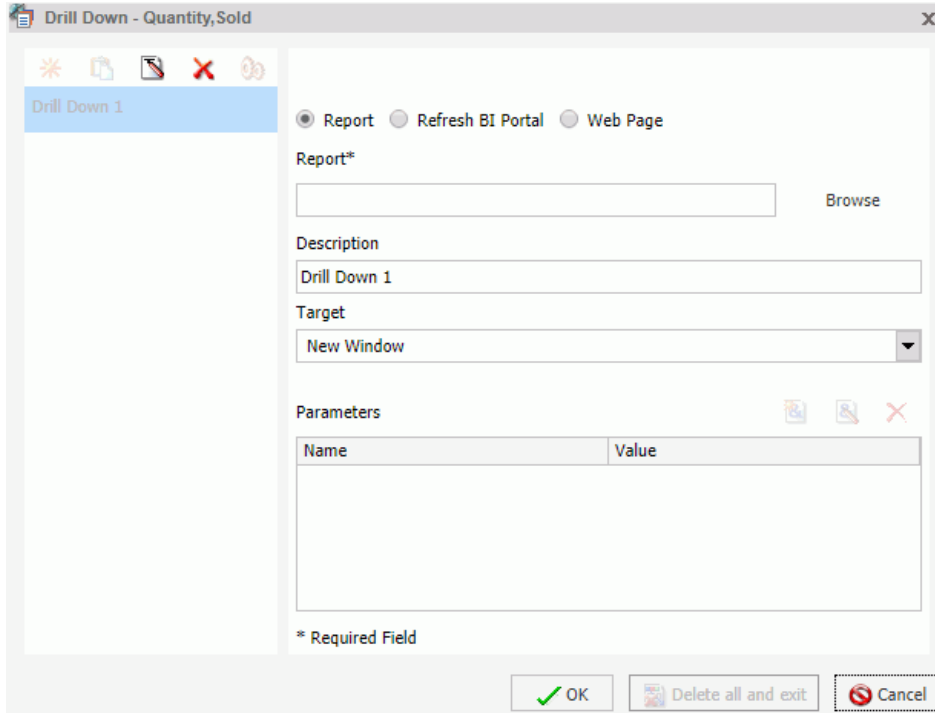 Drill Down - Quantity,Sold
x
Drill Down 1
Report Refresh BI Portal Web Page
Report*
Browse
Description
Drill Down 1
Target
New Window
Parameters
Name Value
* Required Field
OK Delete all and exit Cancel